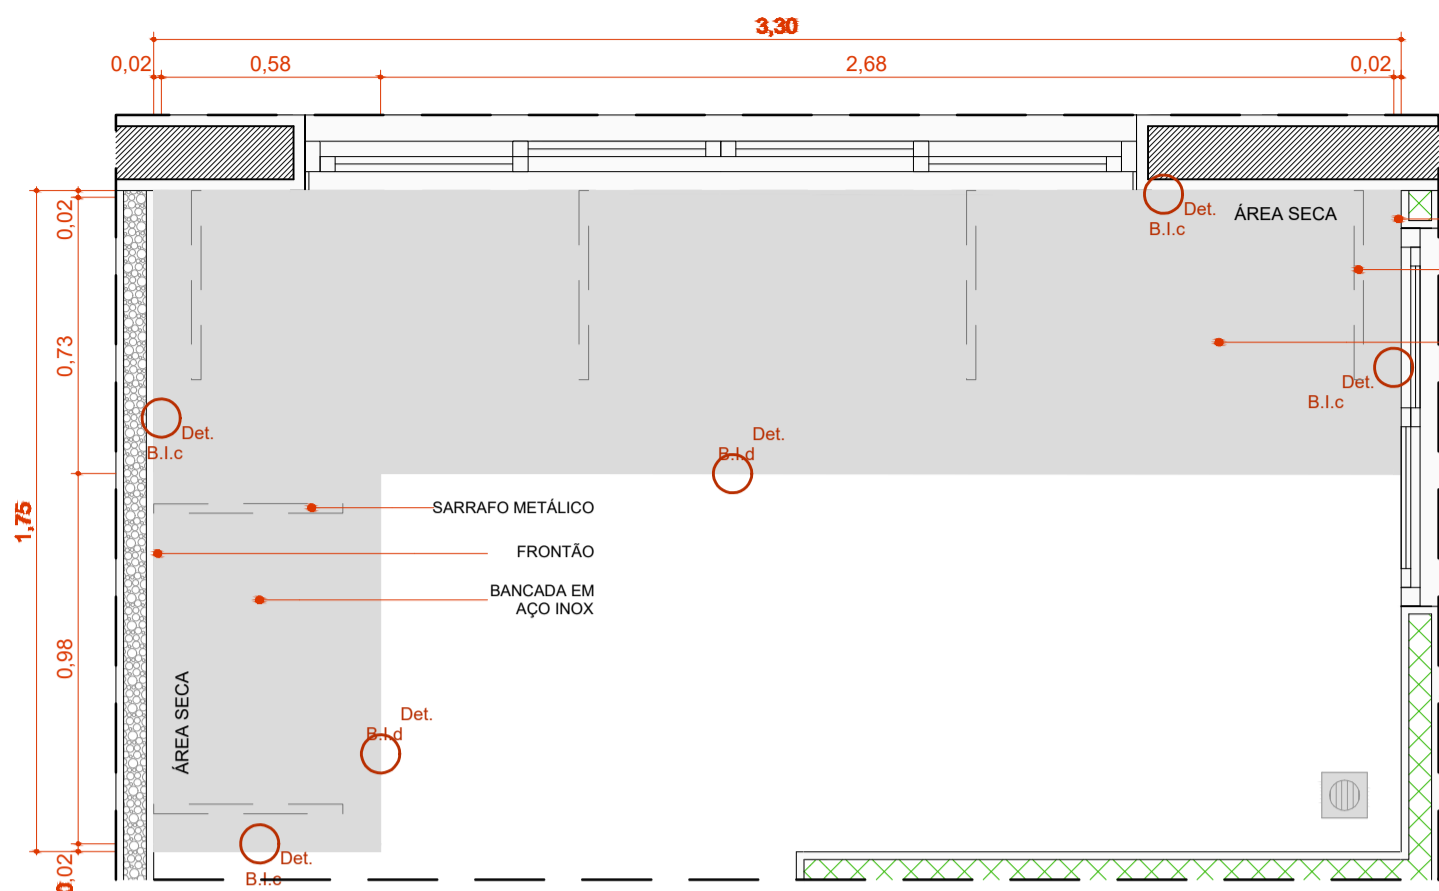 3,30
0,02
0,58
2,68
0,02
0,02
Det.
B.I.c
ÁREA SECA
0,73
Det.
B.I.c
Det.
B.I.c
Det.
B.I.d
SARRAFO METÁLICO
1,75
FRONTÃO
BANCADA EM
AÇO INOX
0,98
ÁREA SECA
Det.
B.I.d
0,02
Det.
B.I.c